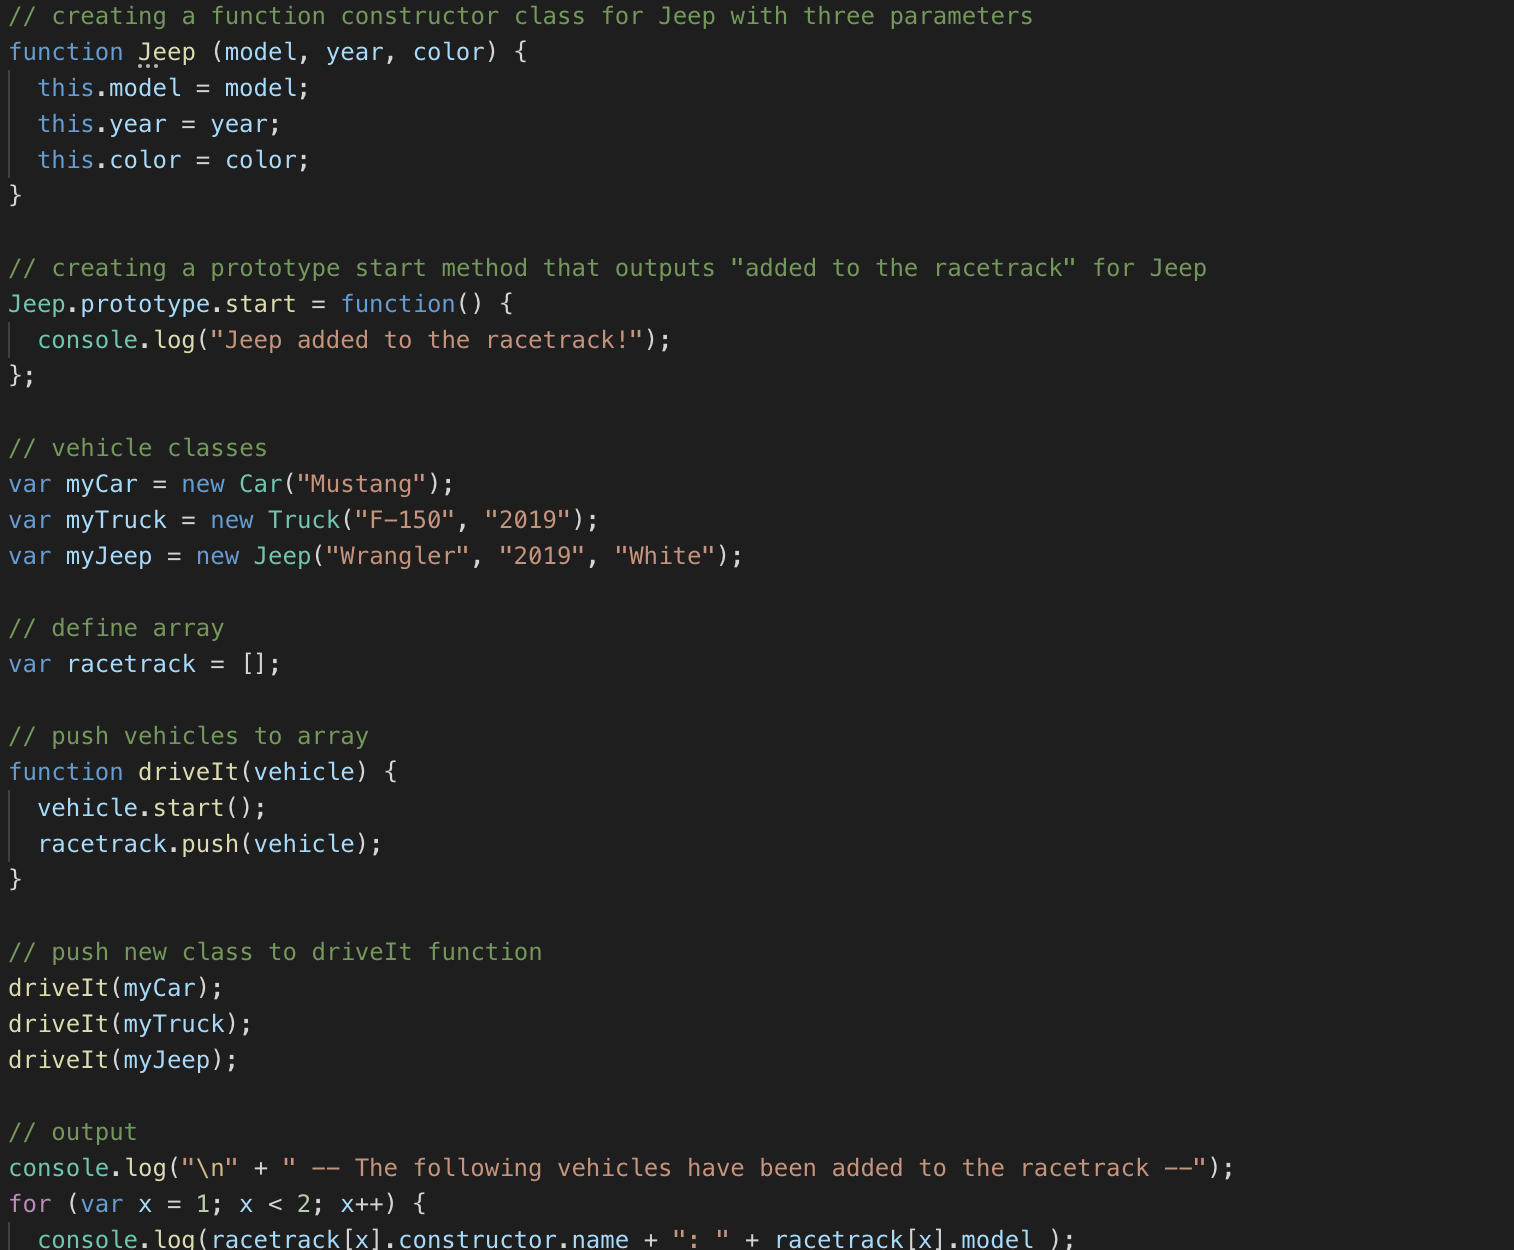 // creating a function constructor class for Jeep with three parameters
function Jeep (model, year, color) {
  this.model = model;
  this.year = year;
  this.color = color;
}

// creating a prototype start method that outputs "added to the racetrack" for Jeep
Jeep.prototype.start = function() {
  console.log("Jeep added to the racetrack!");
};

// vehicle classes
var myCar = new Car("Mustang");
var myTruck = new Truck("F-150", "2019");
var myJeep = new Jeep("Wrangler", "2019", "White");

// define array
var racetrack = [];

// push vehicles to array
function driveIt(vehicle) {
  vehicle.start();
  racetrack.push(vehicle);
}

// push new class to driveIt function
driveIt(myCar);
driveIt(myTruck);
driveIt(myJeep);

// output
console.log("\n" + " -- The following vehicles have been added to the racetrack --");
for (var x = 1; x < 2; x++) {
  console.log(racetrack[x].constructor.name + ": " + racetrack[x].model );